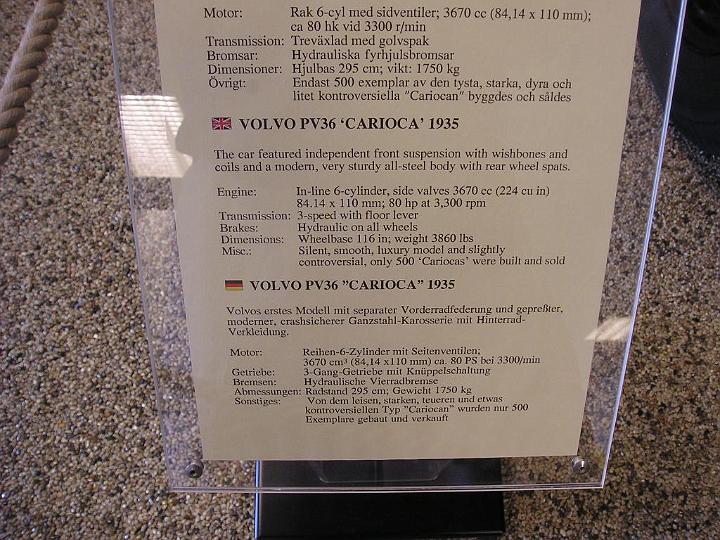 Motor: Rak 6-cyl med sidventiler; 3670 cc (84,14 x 110 mm);
ca 80 hk vid 3300 r/min
Transmission: Treväxlad med golvspak
Bromsar: Hydrauliska fyrhjulsbromsar
Dimensioner: Hjulbas 295 cm; vikt: 1750 kg
Övrigt: Endast 500 exemplar av den tysta, starka, dyra och
litet kontroversiella "Cariocan" byggdes och såldes
VOLVO PV36 ‘CARIOCA’ 1935
The car featured independent front suspension with wishbones and
coils and a modern, very sturdy all-steel body with rear wheel spats.
Engine: In-line 6-cylinder, side valves 3670 cc (224 cu in)
84.14 x 110 mm; 80 hp at 3,300 rpm
Transmission: 3-speed with floor lever
Brakes: Hydraulic on all wheels
Dimensions: Wheelbase 116 in; weight 3860 lbs
Misc.: Silent, smooth, luxury model and slightly
controversial, only 500 ‘Cariocas’ were built and sold
VOLVO PV36 ”CARIOCA” 1935
Volvos erstes Modell mit separater Vorderradfederung und gepreßter,
moderner, crashsicherer Ganzstahl-Karosserie mit Hinterrad-
Verkleidung.
Motor: Reihen-6-Zylinder mit Seitenventilen;
3670 cm³ (84,14 x110 mm) ca. 80 PS bei 3300/min
Getriebe: 3-Gang-Getriebe mit Knüppelschaltung
Bremsen: Hydraulische Vierradbremse
Abmessungen: Radstand 295 cm; Gewicht 1750 kg
Sonstiges: Von dem leisen, starken, teueren und etwas
kontroversiellen Typ ”Cariocan” wurden nur 500
Exemplare gebaut und verkauft